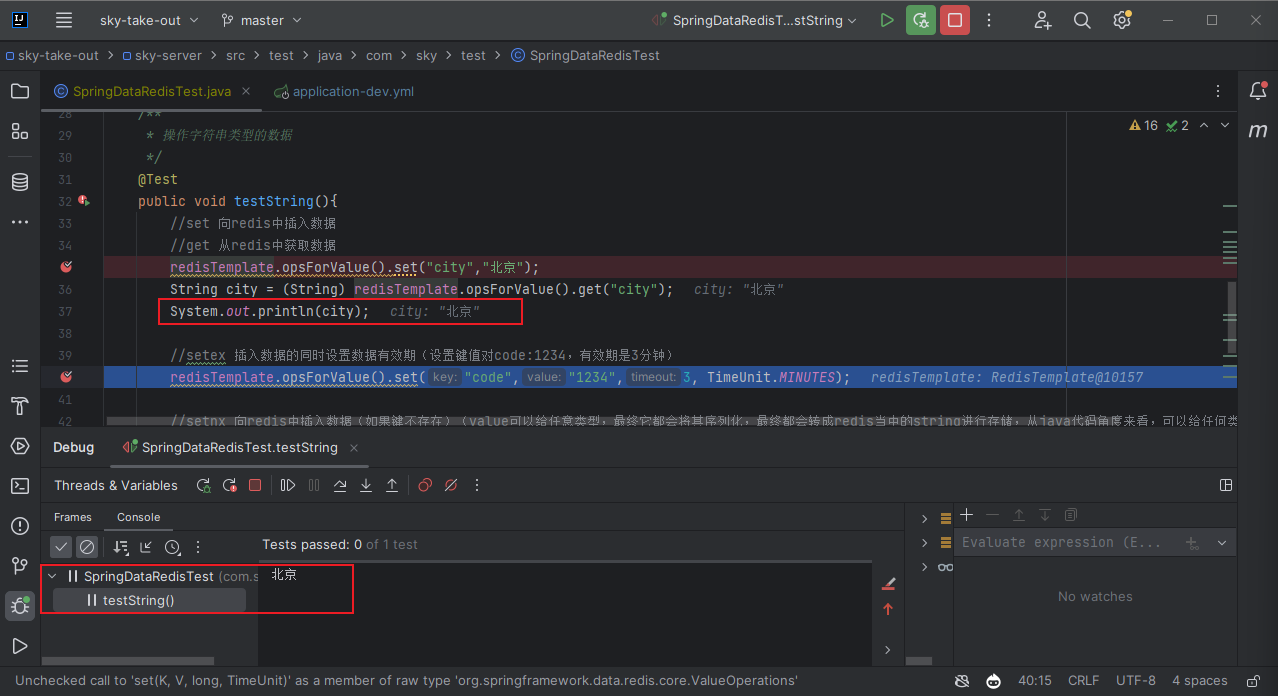 sky-take-out master SpringDataRedisT...stString
sky-take-out > sky-server > src > test > java > com > sky > test > SpringDataRedisTest
SpringDataRedisTest.java application-dev.yml
28 /**
16 2
29 * 操作字符串类型的数据
30 */
31 @Test
32 public void testString(){
33 //set 向redis中插入数据
34 //get 从redis中获取数据
redisTemplate.opsForValue().set("city","北京");
36 String city = (String) redisTemplate.opsForValue().get("city"); city: "北京"
37 System.out.println(city); city: "北京"
38
39 //setex 插入数据的同时设置数据有效期（设置键值对code:1234，有效期是3分钟）
redisTemplate.opsForValue().set( key: "code", value: "1234", timeout: 3, TimeUnit.MINUTES); redisTemplate: RedisTemplate@10157
41
42 //setnx 向redis中插入数据（如果键不存在）（value可以给任意类型，最终它都会将其序列化，最终都会转成redis当中的string进行存储，从java代码角度来看，可以给任何类
Debug SpringDataRedisTest.testString
Threads & Variables
Frames Console
Tests passed: 0 of 1 test
Evaluate expression (E...
SpringDataRedisTest (com.s
北京
testString()
No watches
Unchecked call to 'set(K, V, long, TimeUnit)' as a member of raw type 'org.springframework.data.redis.core.ValueOperations' 40:15 CRLF UTF-8 4 spaces